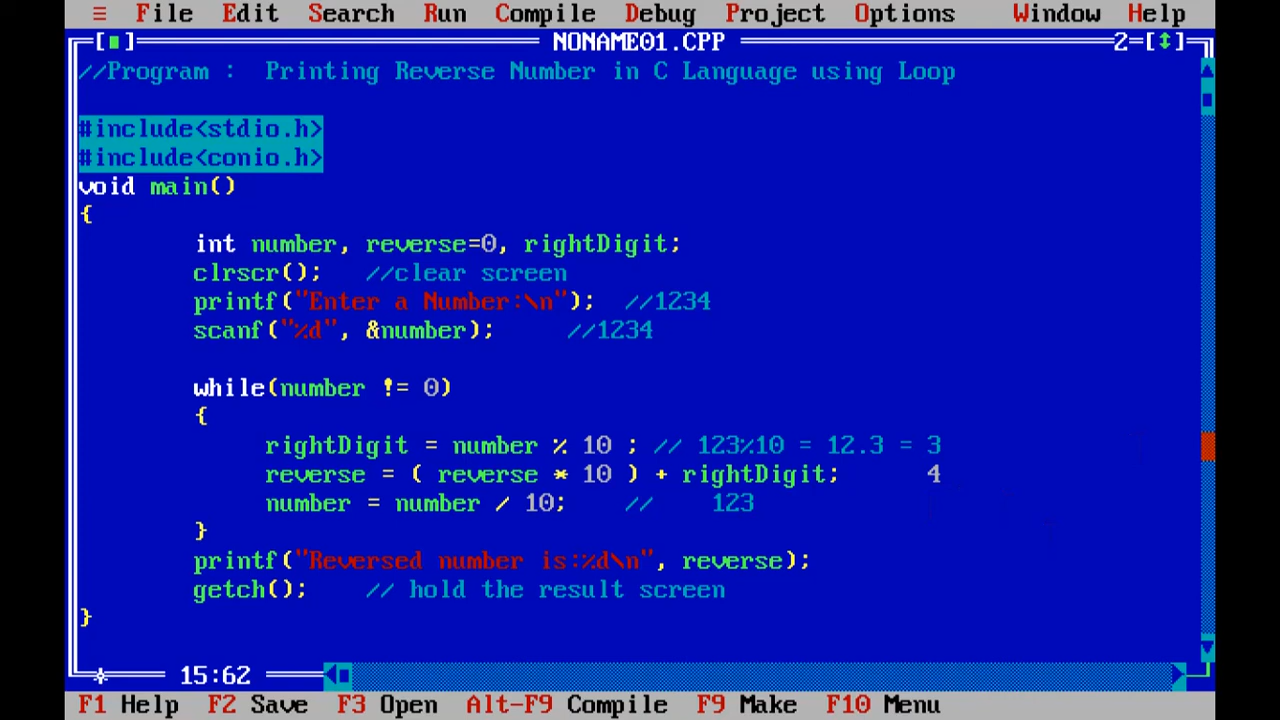 ≡ File Edit Search Run Compile Debug Project Options Window Help
[■] NONAME01.CPP 2=[↕]
//Program : Printing Reverse Number in C Language using Loop
#include<stdio.h>
#include<conio.h>
void main()
{
int number, reverse=0, rightDigit;
clrscr(); //clear screen
printf("Enter a Number:\n"); //1234
scanf("%d", &number); //1234
while(number != 0)
{
rightDigit = number % 10 ; // 123%10 = 12.3 = 3
reverse = ( reverse * 10 ) + rightDigit; 4
number = number / 10; // 123
}
printf("Reversed number is:%d\n", reverse);
getch(); // hold the result screen
}
15:62
F1 Help F2 Save F3 Open Alt-F9 Compile F9 Make F10 Menu